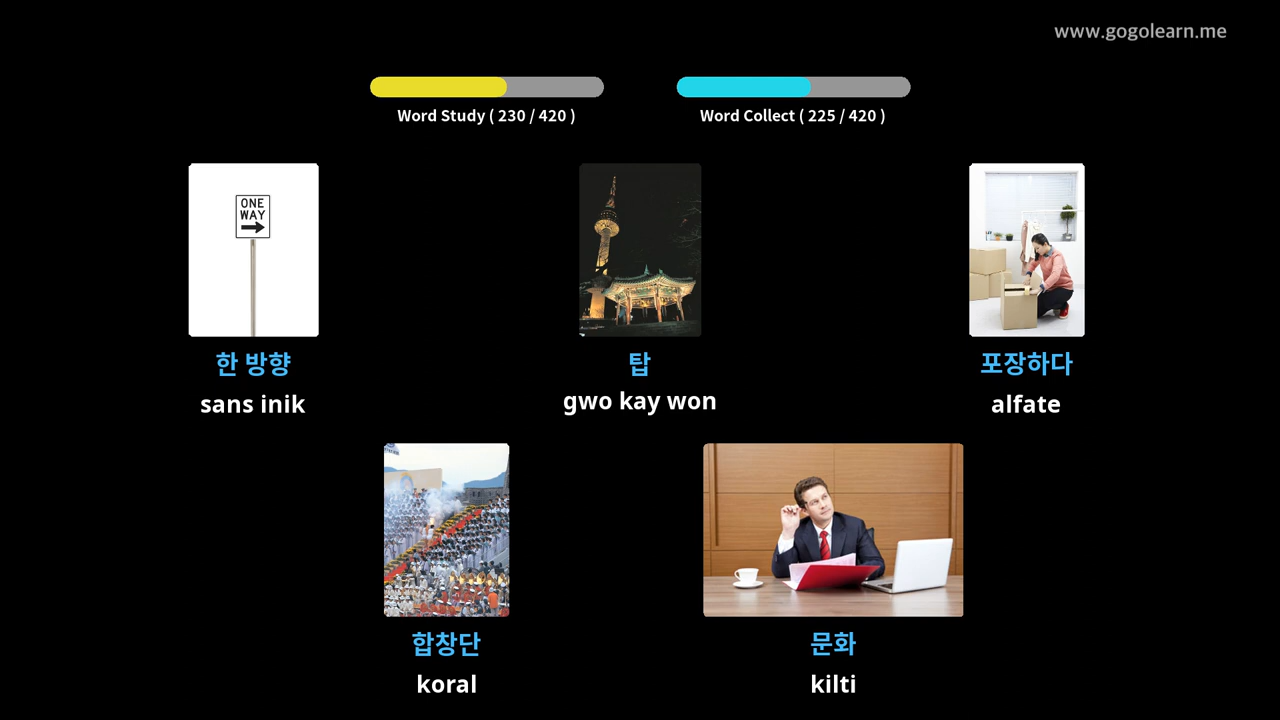 www.gogolearn.me
Word Study ( 230 / 420 )
Word Collect ( 225 / 420 )
ONE
WAY
한 방향
탑
포장하다
sans inik
gwo kay won
alfate
합창단
문화
koral
kilti